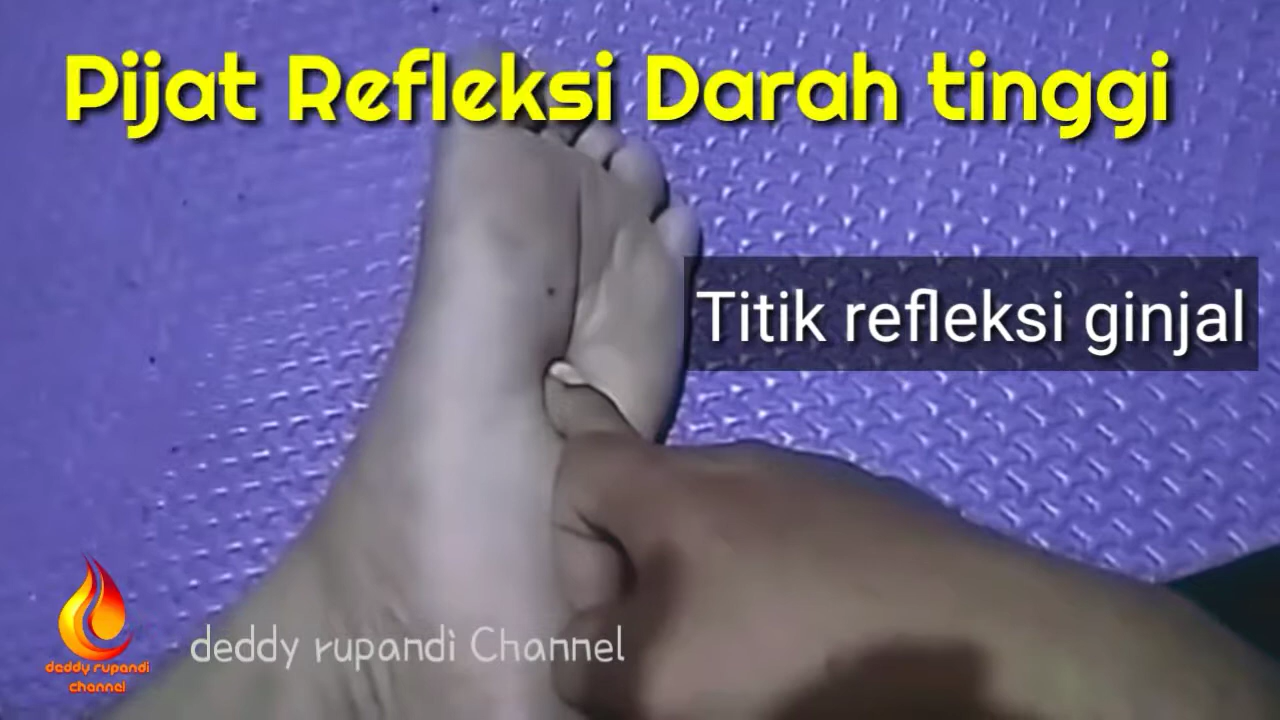 Pijat Refleksi Darah tinggi
Titik refleksi ginjal
deddy rupandi Channel
deddy rupandi
channel